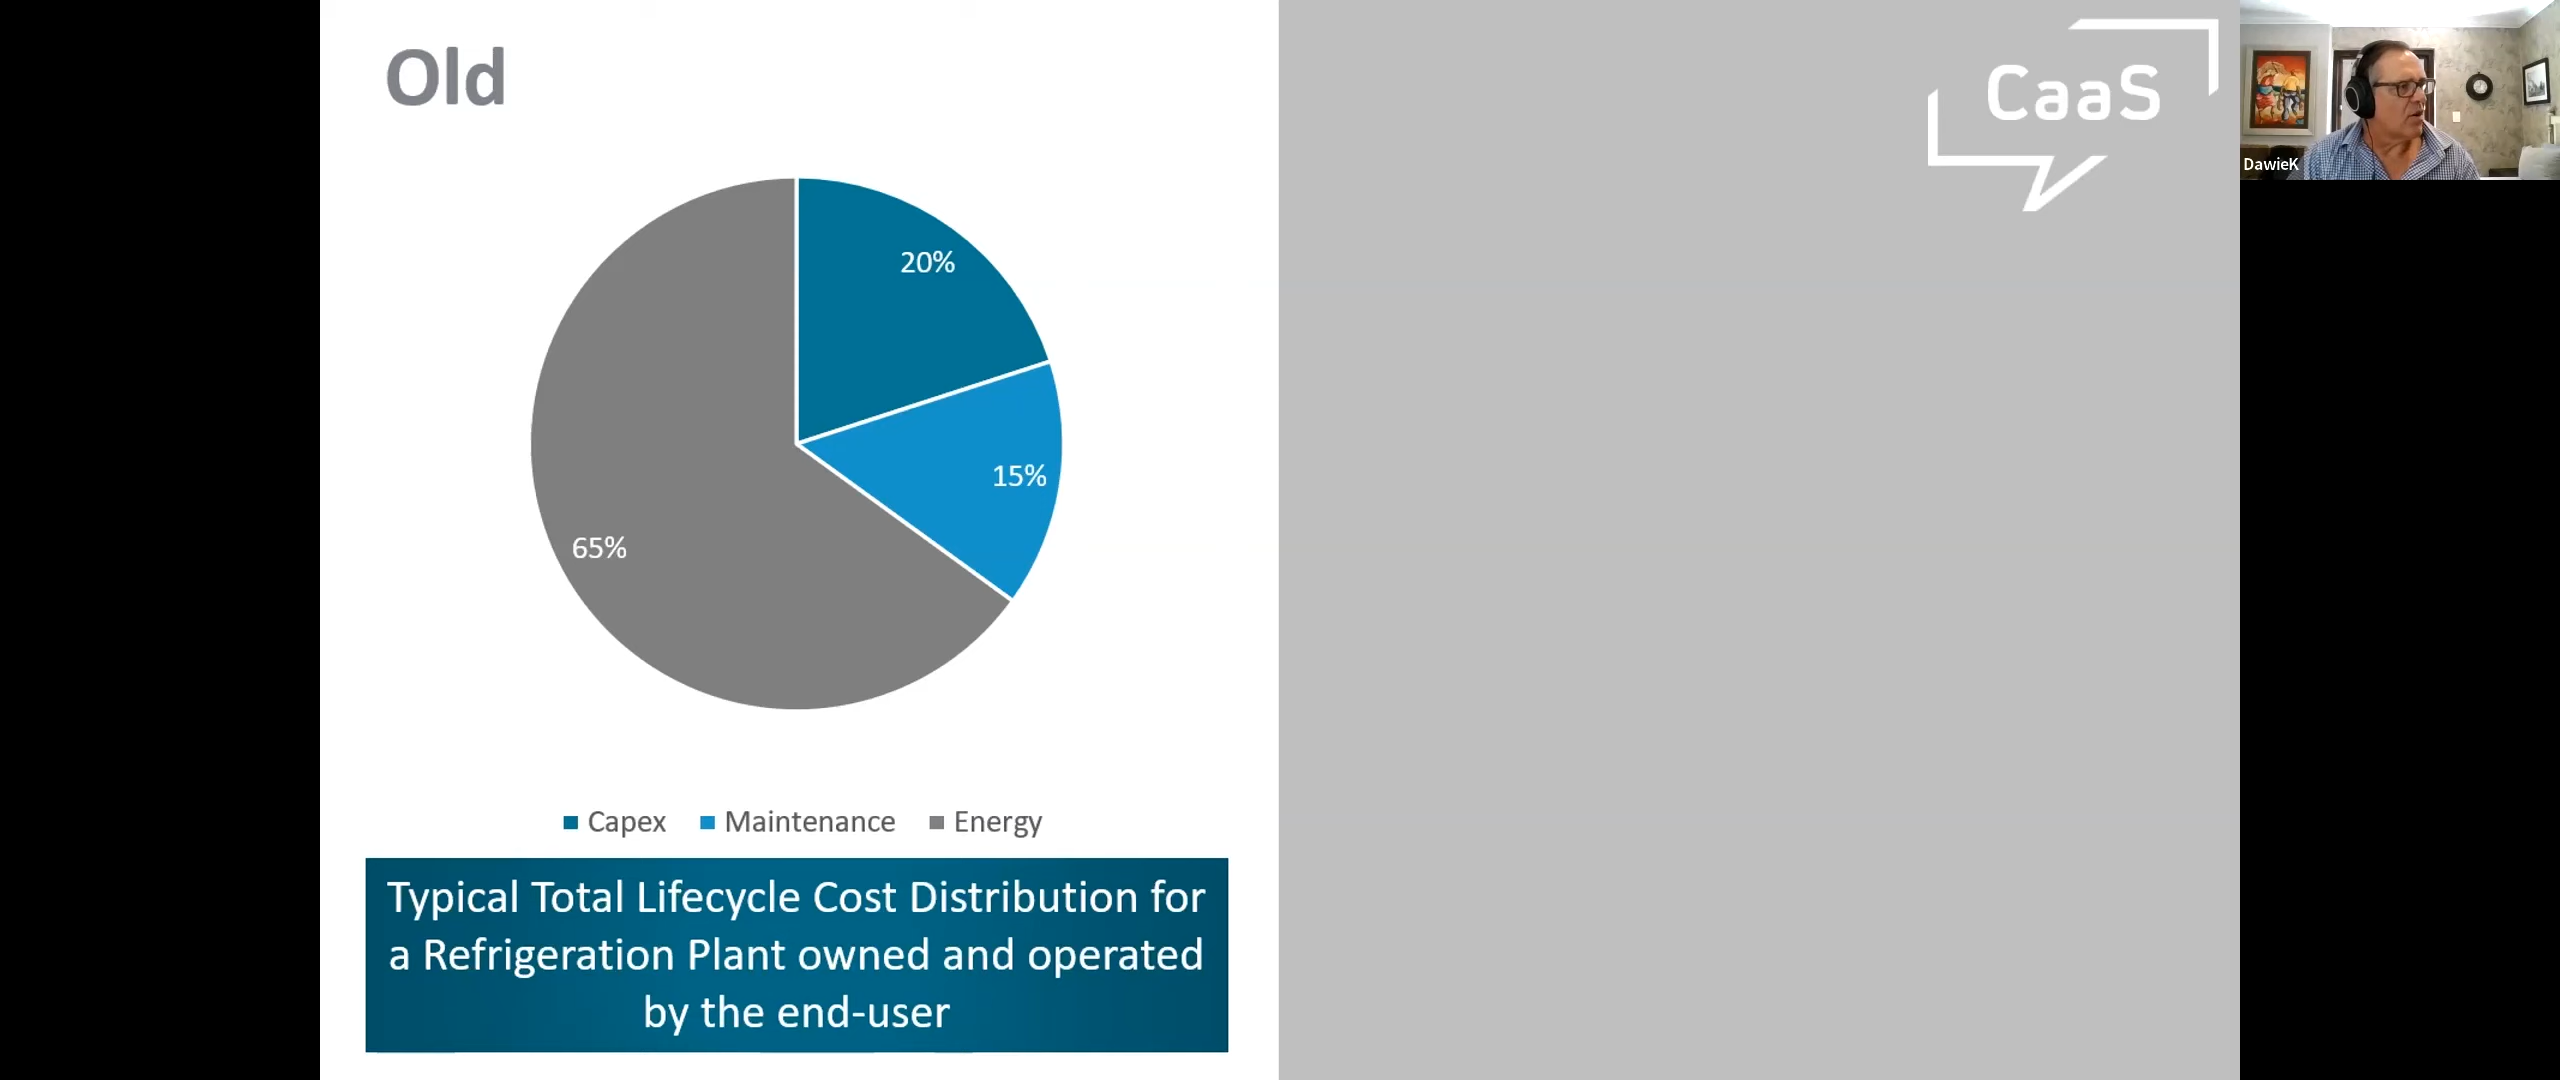 Old
20%
15%
65%
Capex Maintenance Energy
Typical Total Lifecycle Cost Distribution for
a Refrigeration Plant owned and operated
by the end-user
CaaS
DawieK